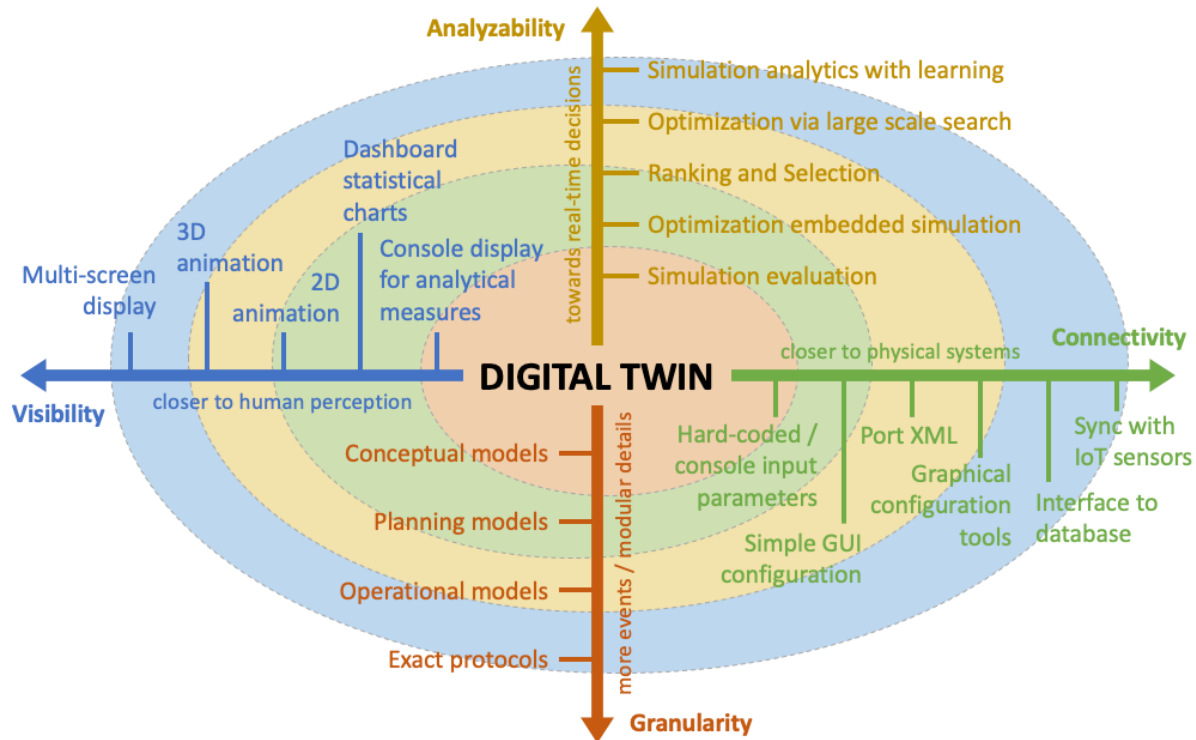 Analyzability
towards real-time decisions
Simulation analytics with learning
Optimization via large scale search
Ranking and Selection
Optimization embedded simulation
Simulation evaluation
Dashboard
statistical
charts
3D
animation
Console display
for analytical
measures
Multi-screen
display
2D
animation
closer to physical systems
Connectivity
DIGITAL TWIN
Visibility
closer to human perception
Hard-coded /
console input
parameters
Port XML
Sync with
IoT sensors
Graphical
configuration
tools
Interface to
database
Simple GUI
configuration
Conceptual models
Planning models
Operational models
Exact protocols
more events / modular details
Granularity